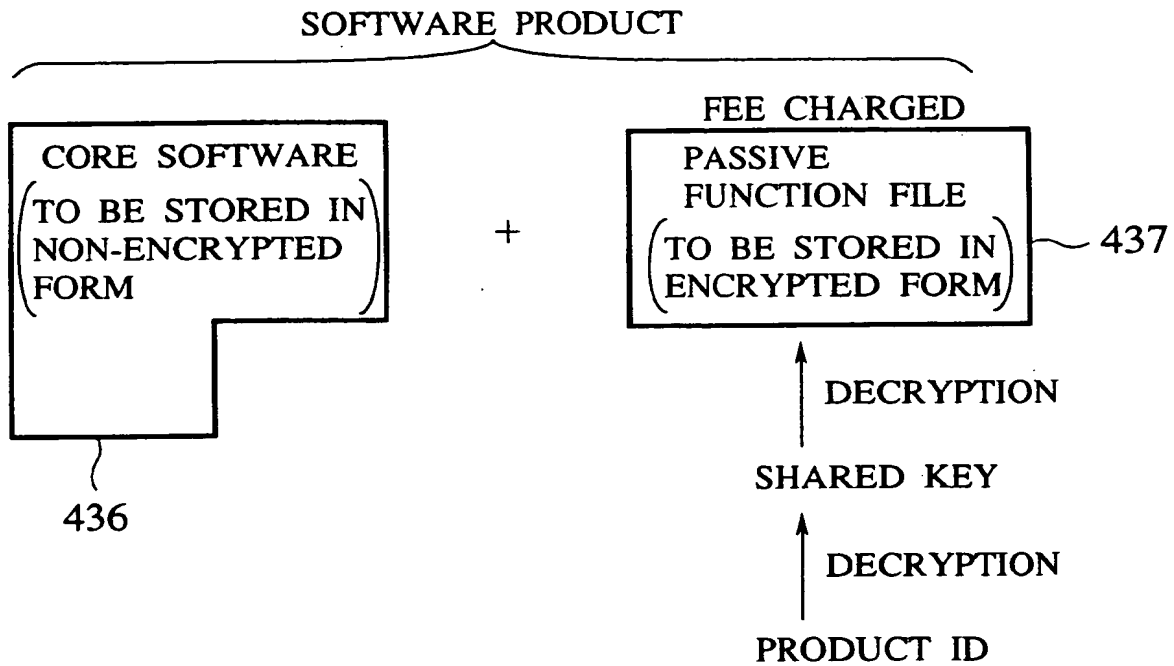 SOFTWARE PRODUCT
CORE SOFTWARE
(TO BE STORED IN
NON-ENCRYPTED
FORM)
436
+
FEE CHARGED
PASSIVE
FUNCTION FILE
(TO BE STORED IN
ENCRYPTED FORM)
437
DECRYPTION
SHARED KEY
DECRYPTION
PRODUCT ID